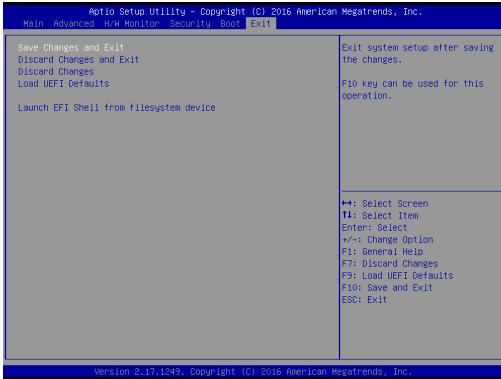 Aptio Setup Utility – Copyright (C) 2016 American Megatrends, Inc.
Main Advanced H/W Monitor Security Boot Exit
Save Changes and Exit
Discard Changes and Exit
Discard Changes
Load UEFI Defaults
Launch EFI Shell from filesystem device
Exit system setup after saving
the changes.
F10 key can be used for this
operation.
↔: Select Screen
↑↓: Select Item
Enter: Select
+/-: Change Option
F1: General Help
F7: Discard Changes
F9: Load UEFI Defaults
F10: Save and Exit
ESC: Exit
Version 2.17.1249. Copyright (C) 2016 American Megatrends, Inc.